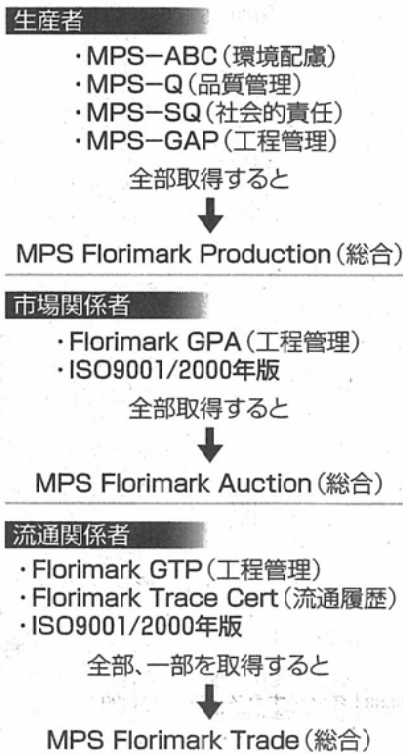 生産者
・MPS－ABC（環境配慮）
・MPS－Q（品質管理）
・MPS－SQ（社会的責任）
・MPS－GAP（工程管理）
全部取得すると
MPS Florimark Production（総合）
市場関係者
・Florimark GPA（工程管理）
・ISO9001/2000年版
全部取得すると
MPS Florimark Auction（総合）
流通関係者
・Florimark GTP（工程管理）
・Florimark Trace Cert（流通履歴）
・ISO9001/2000年版
全部、一部を取得すると
MPS Florimark Trade（総合）